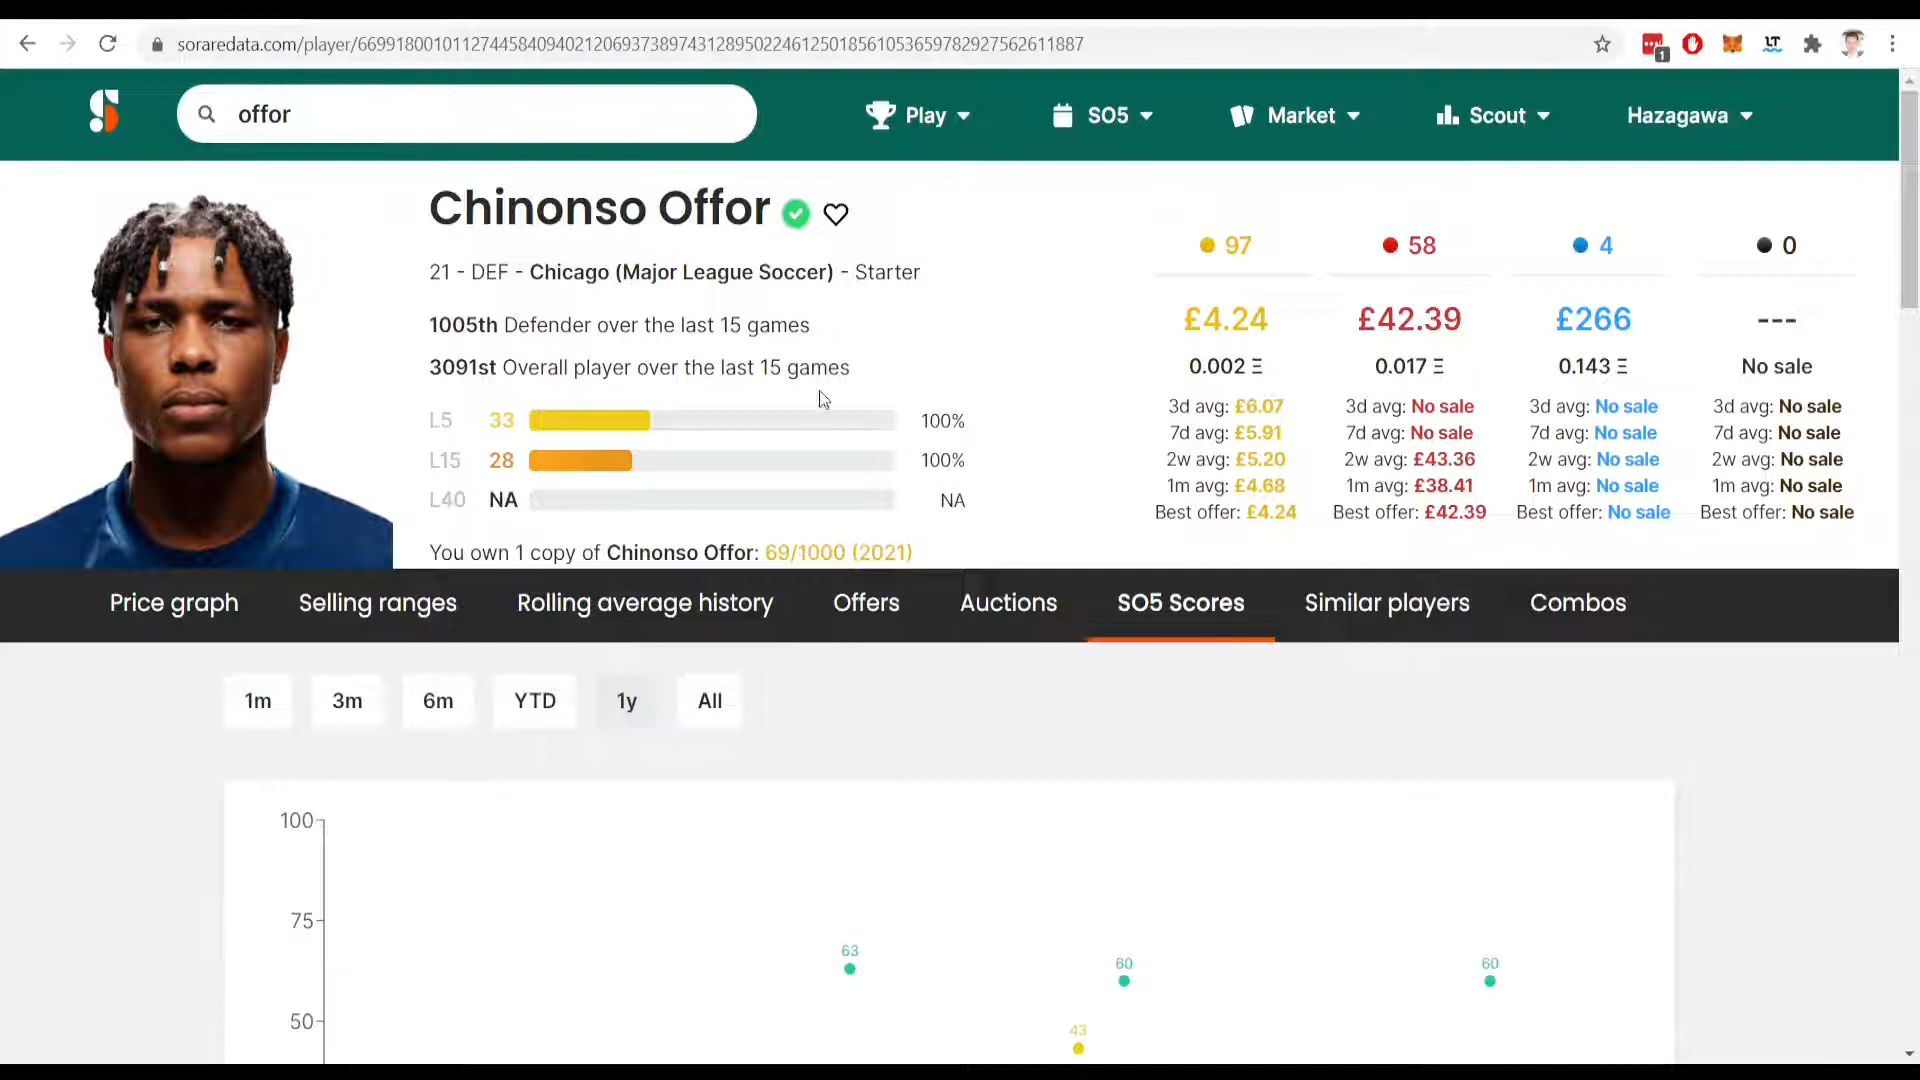 soraredata.com/player/66991800101127445840940212069373897431289502246125018561053659782927562611887
1
LT
offor
Play
SO5
Market
Scout
Hazagawa
Chinonso Offor
21 - DEF - Chicago (Major League Soccer) - Starter
1005th Defender over the last 15 games
3091st Overall player over the last 15 games
L5 33 100%
L15 28 100%
L40 NA NA
You own 1 copy of Chinonso Offor: 69/1000 (2021)
97 58 4 0
£4.24 £42.39 £266 ---
0.002 Ξ 0.017 Ξ 0.143 Ξ No sale
3d avg: £6.07 3d avg: No sale 3d avg: No sale 3d avg: No sale
7d avg: £5.91 7d avg: No sale 7d avg: No sale 7d avg: No sale
2w avg: £5.20 2w avg: £43.36 2w avg: No sale 2w avg: No sale
1m avg: £4.68 1m avg: £38.41 1m avg: No sale 1m avg: No sale
Best offer: £4.24 Best offer: £42.39 Best offer: No sale Best offer: No sale
Price graph Selling ranges Rolling average history Offers Auctions SO5 Scores Similar players Combos
1m 3m 6m YTD 1y All
100
75
63
60
60
50
43